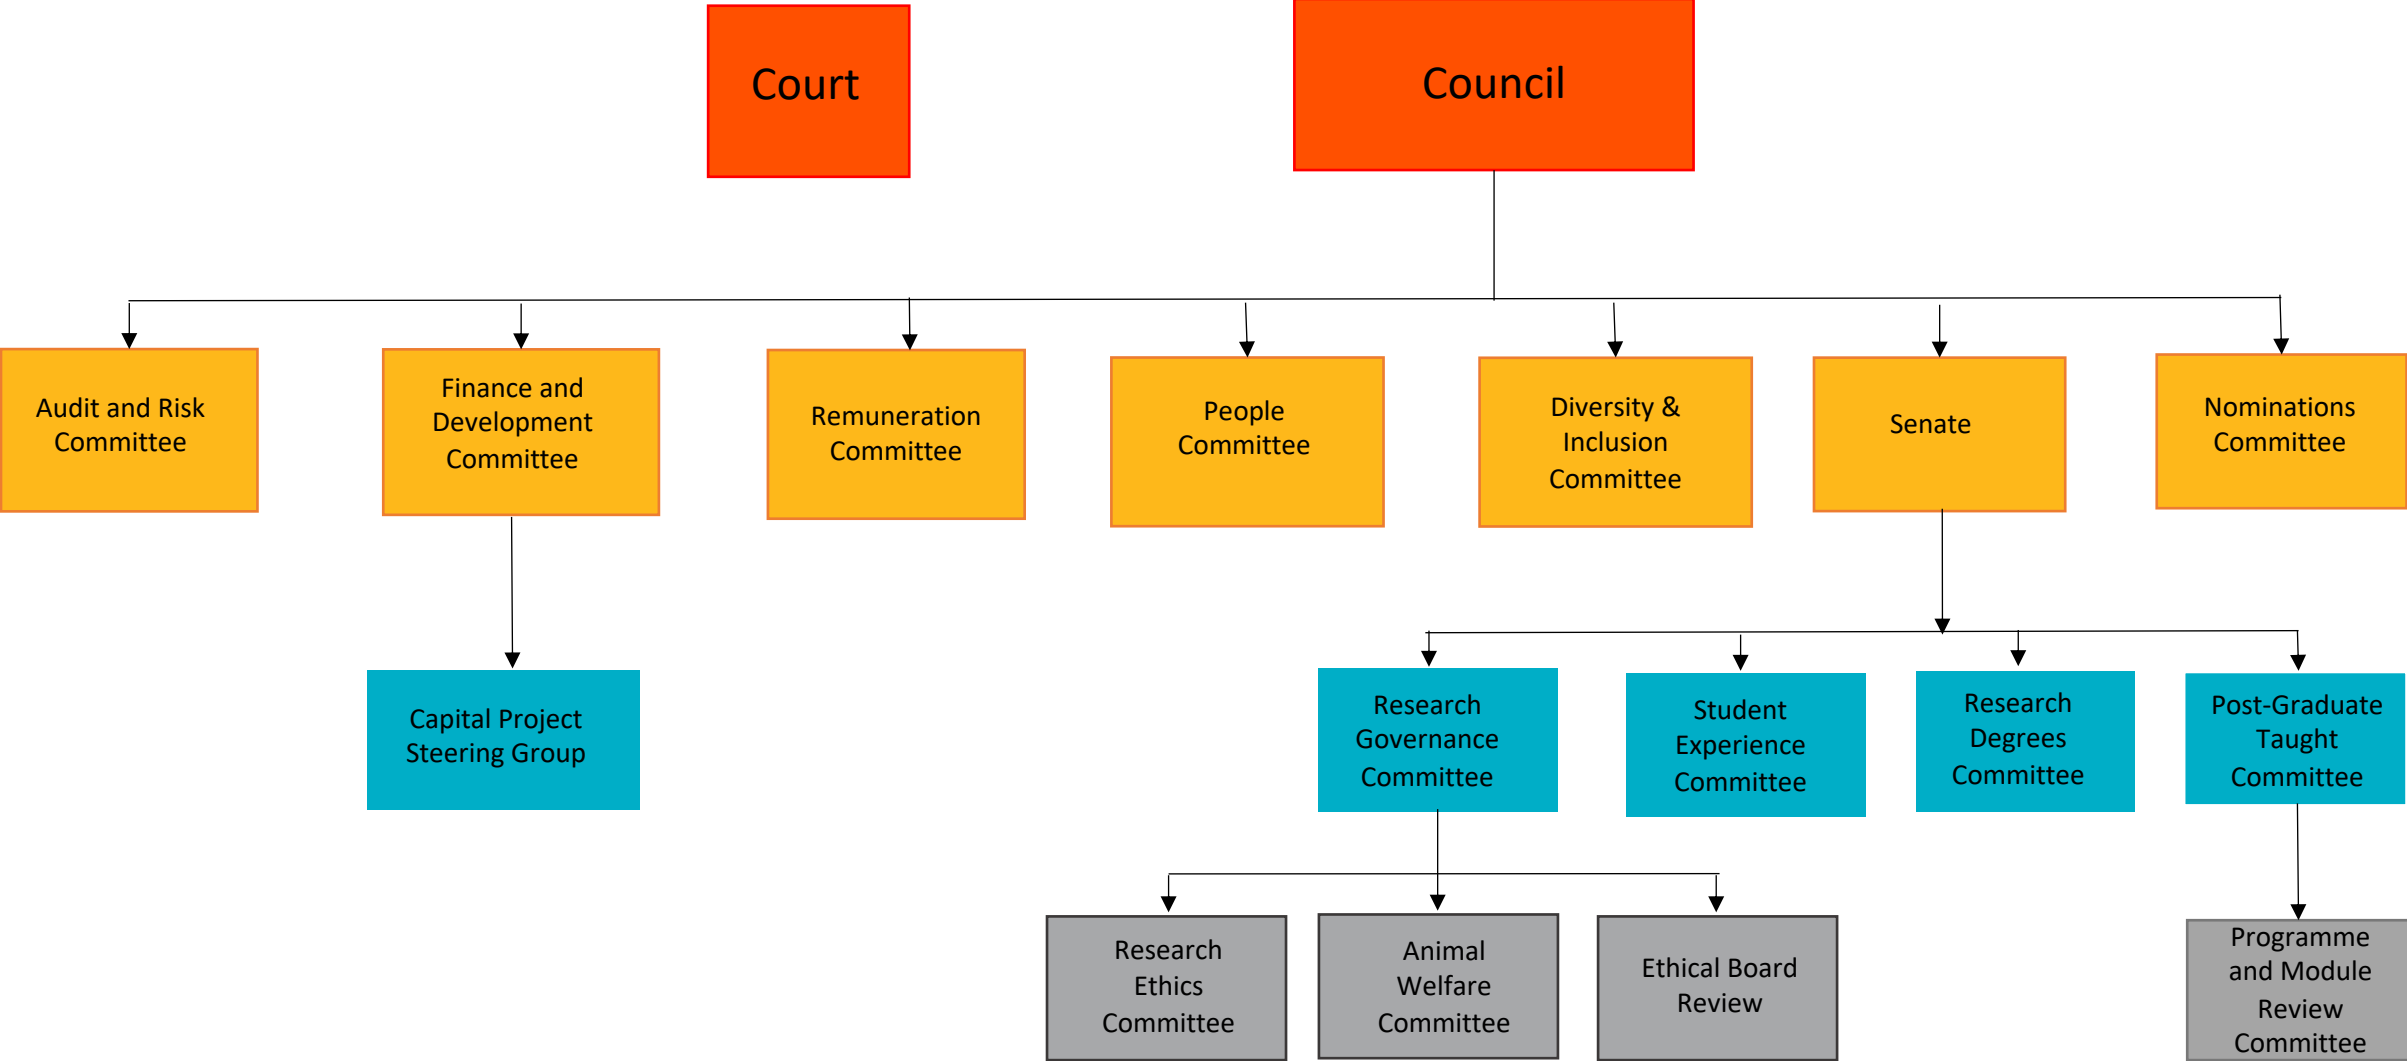 Court
Council
Audit and Risk
Committee
Finance and
Development
Committee
Remuneration
Committee
People
Committee
Diversity &
Inclusion
Committee
Senate
Nominations
Committee
Capital Project
Steering Group
Research
Governance
Committee
Student
Experience
Committee
Research
Degrees
Committee
Post-Graduate
Taught
Committee
Research
Ethics
Committee
Animal
Welfare
Committee
Ethical Board
Review
Programme
and Module
Review
Committee